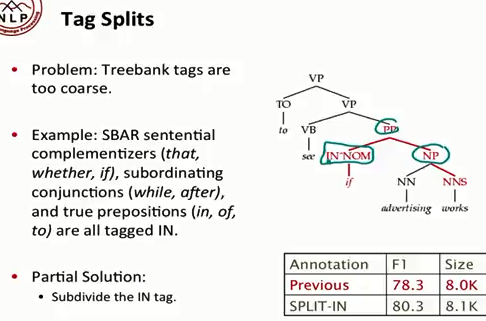 NLP
Tag Splits
• Problem: Treebank tags are
too coarse.
• Example: SBAR sentential
complementizers (that,
whether, if), subordinating
conjunctions (while, after),
and true prepositions (in, of,
to) are all tagged IN.
• Partial Solution:
• Subdivide the IN tag.
VP
TO VP
to VB PP
see IN^NOM NP
if NN NNS
advertising works
Annotation F1 Size
Previous 78.3 8.0K
SPLIT-IN 80.3 8.1K